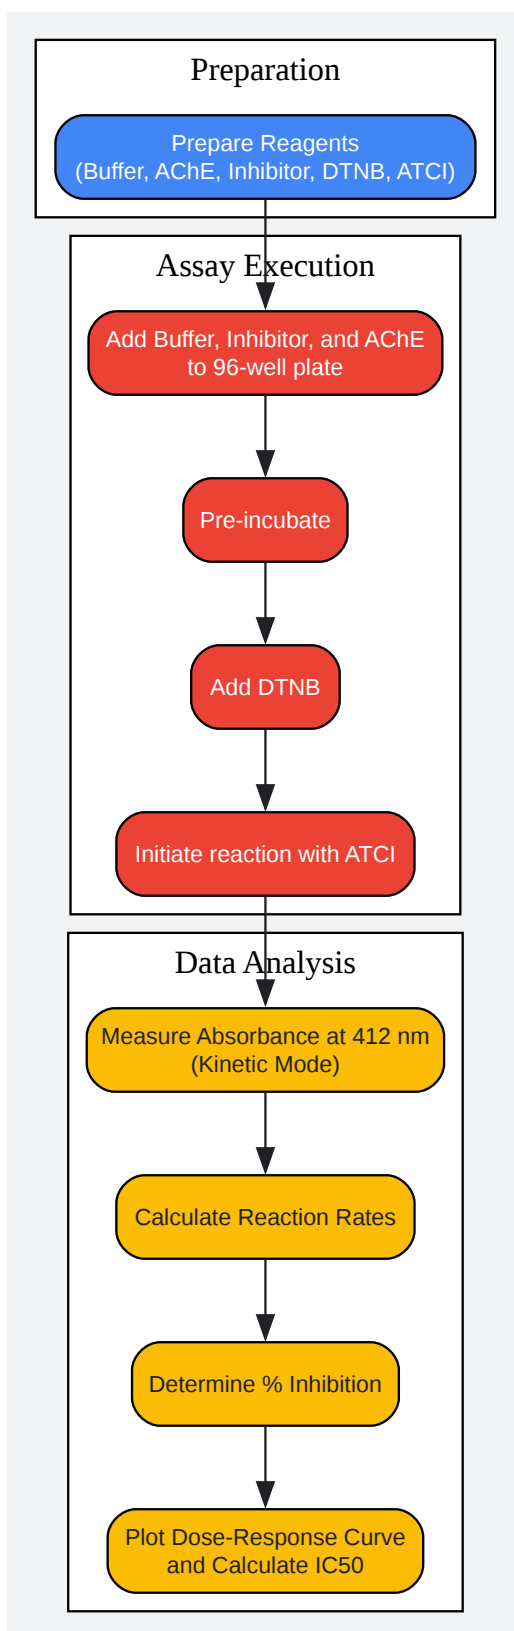 Preparation
Prepare Reagents
(Buffer, AChE, Inhibitor, DTNB, ATCI)
Assay Execution
Add Buffer, Inhibitor, and AChE
to 96-well plate
Pre-incubate
Add DTNB
Initiate reaction with ATCI
Data Analysis
Measure Absorbance at 412 nm
(Kinetic Mode)
Calculate Reaction Rates
Determine % Inhibition
Plot Dose-Response Curve
and Calculate IC50